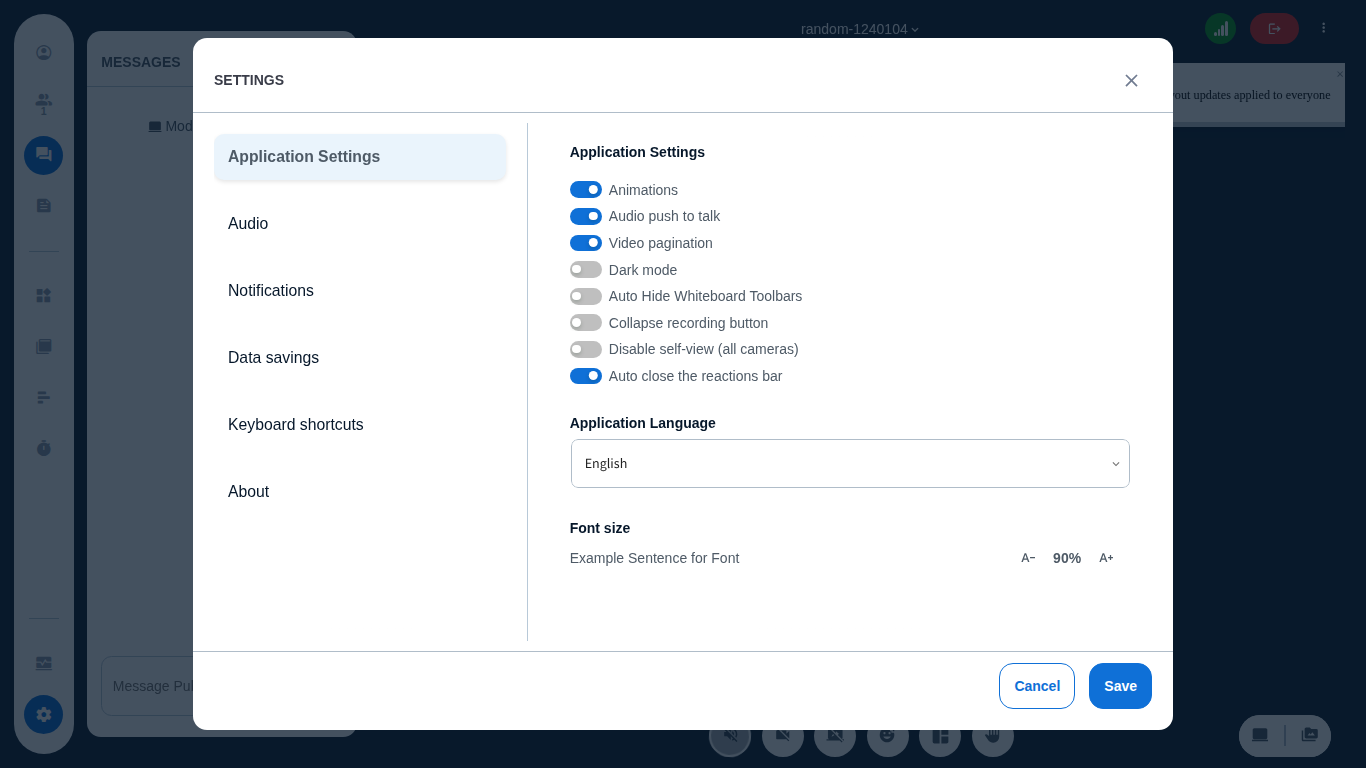 random-1240104
MESSAGES
1
SETTINGS
out updates applied to everyone
Application Settings
Audio
Notifications
Data savings
Keyboard shortcuts
About
Application Settings
Animations
Audio push to talk
Video pagination
Dark mode
Auto Hide Whiteboard Toolbars
Collapse recording button
Disable self-view (all cameras)
Auto close the reactions bar
Application Language
English
Font size
Example Sentence for Font
A− 90% A+
Mod
Message Pu
Cancel Save